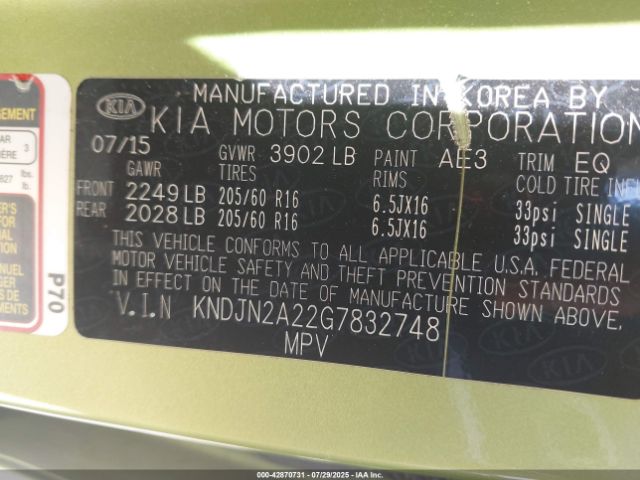 MANUFACTURED IN KOREA BY
KIA KIA MOTORS CORPORATION
07/15 GVWR 3902 LB PAINT AE3 TRIM EQ
GAWR TIRES RIMS COLD TIRE
FRONT 2249 LB 205/60 R16 6.5JX16 33psi SINGLE
REAR 2028 LB 205/60 R16 6.5JX16 33psi SINGLE
THIS VEHICLE CONFORMS TO ALL APPLICABLE U.S.A. FEDERAL
MOTOR VEHICLE SAFETY AND THEFT PREVENTION STANDARDS
IN EFFECT ON THE DATE OF MANUFACTURE SHOWN ABOVE.
V.I.N KNDJN2A22G7832748
MPV
P70
000-42870731 - 07/29/2025 - COPYRIGHT IAA, LLC